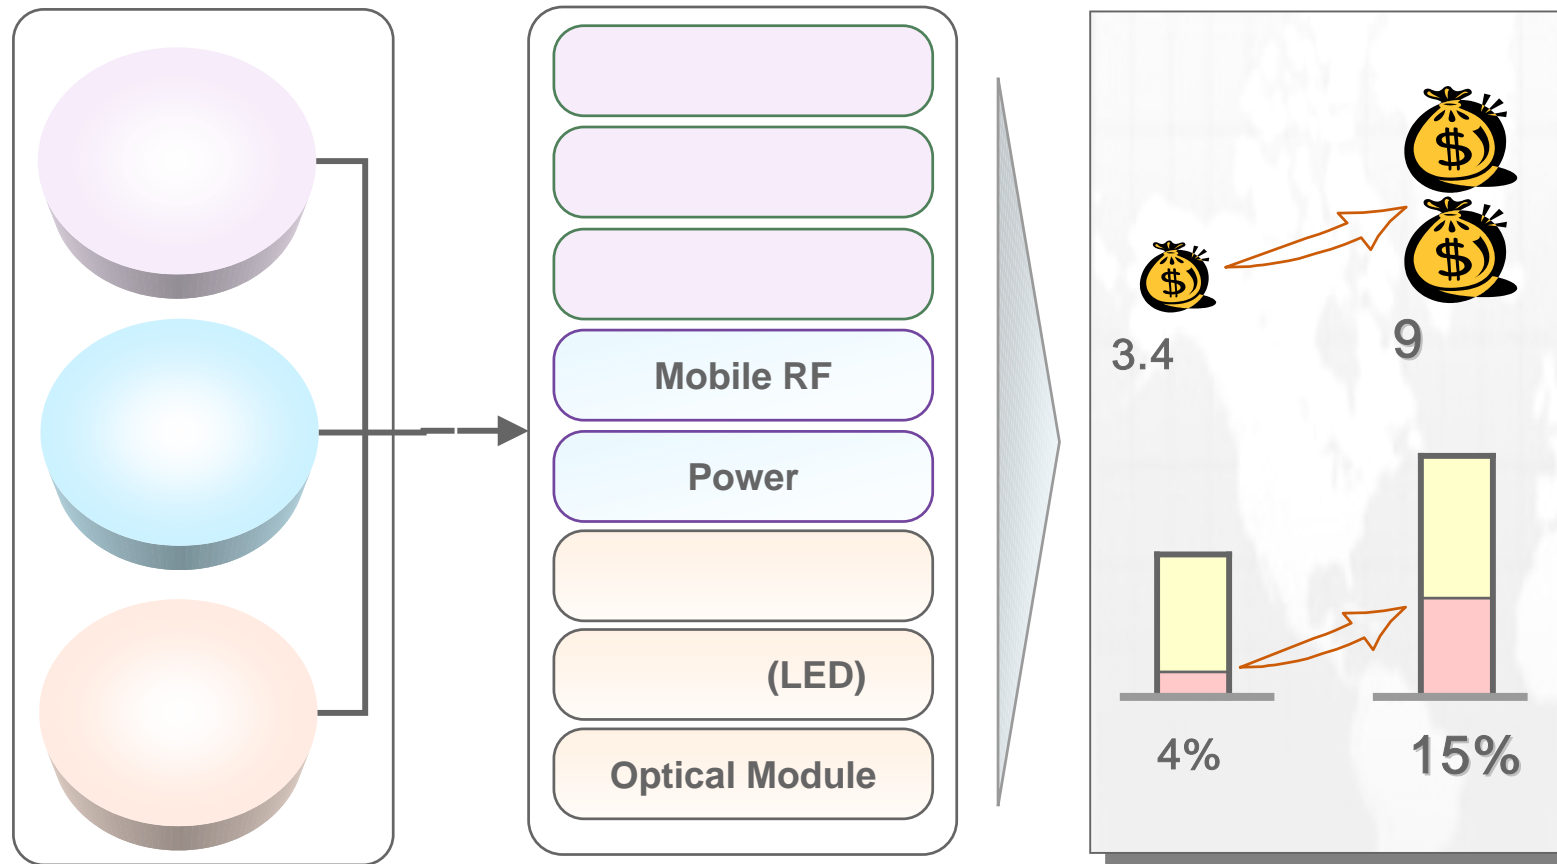 Mobile RF
Power
(LED)
Optical Module
3.4
9
4%
15%